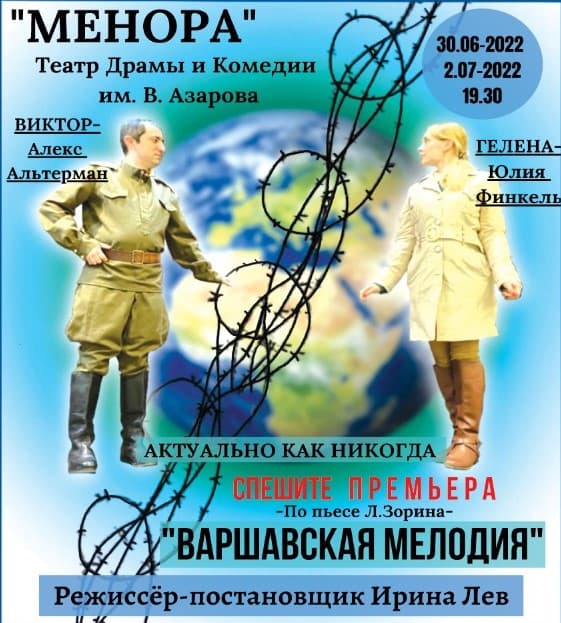 "МЕНОРА"
Театр Драмы и Комедии
им. В. Азарова
30.06-2022
2.07-2022
19.30
ВИКТОР-
Алекс
Альтерман
ГЕЛЕНА-
Юлия
Финкель
АКТУАЛЬНО КАК НИКОГДА
СПЕШИТЕ ПРЕМЬЕРА
-По пьесе Л.Зорина-
"ВАРШАВСКАЯ МЕЛОДИЯ"
Режиссёр-постановщик Ирина Лев